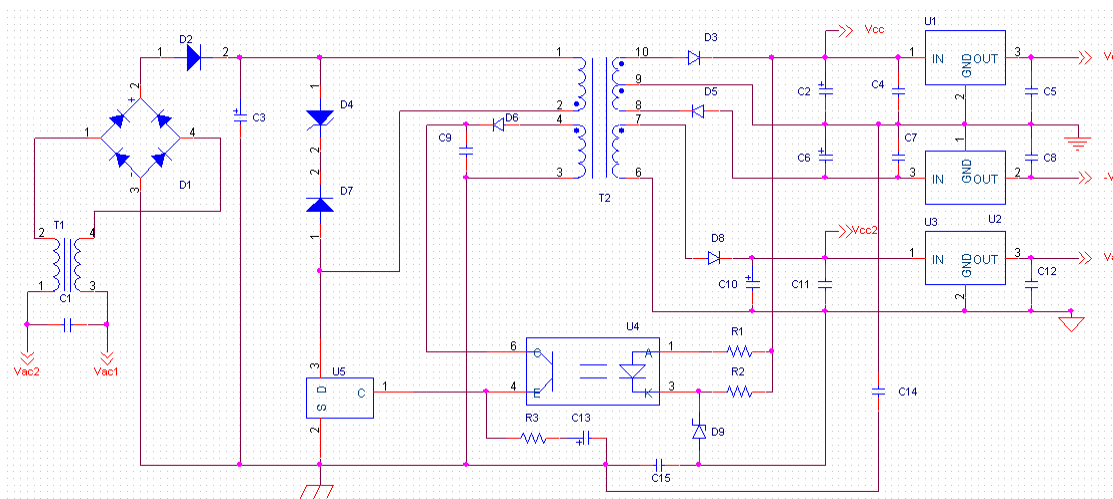 D2
1 2
D1
1 2 3 4
+
-
T1
2 4
1 3
C1
Vac2 Vac1
C3
+
1
D4
2
2
D7
1
U5
3 D
S
2
C 1
C9
D6
T2
1 2 4 3
10 9 8 7 6
D3
D5
D8
Vcc
Vcc2
C2
+
C4
C6
+
C7
C5
C8
C10
+
C11
C12
U1
1 IN OUT 3
GND
2
1
GND
3 IN OUT 2
U2
-V
U3
1 IN OUT 3
GND
2
U4
6 C A 1
4 E K 3
R1
R2
D9
R3
C13
+
C14
C15